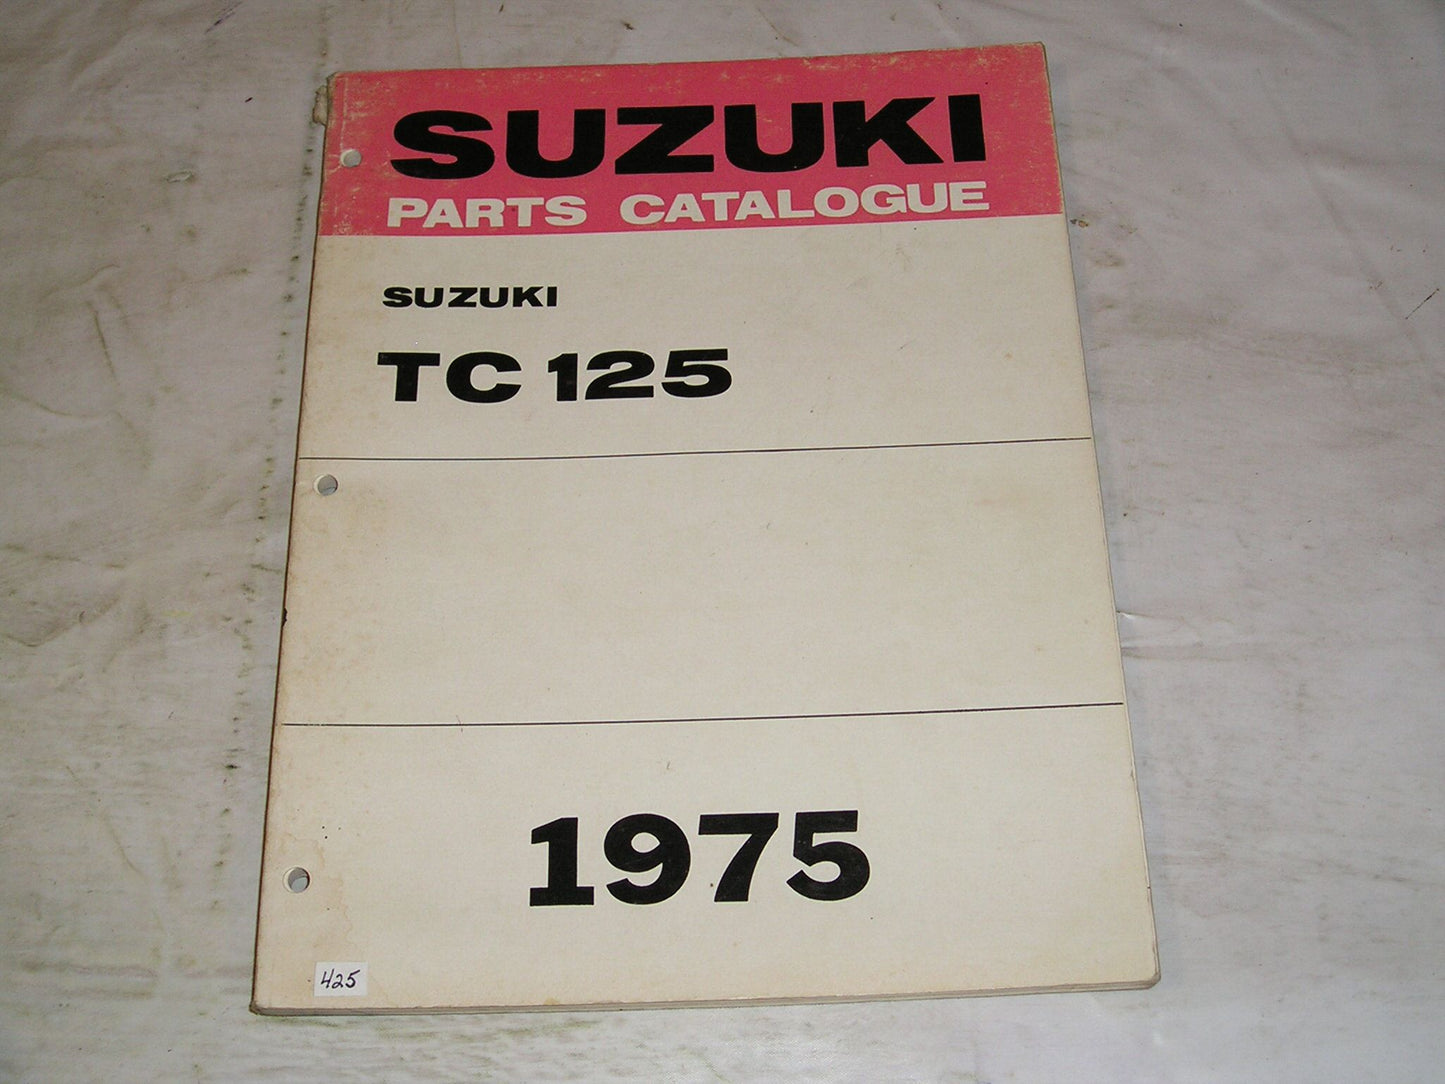 SUZUKI
PARTS CATALOGUE
SUZUKI
TC 125
1975
425